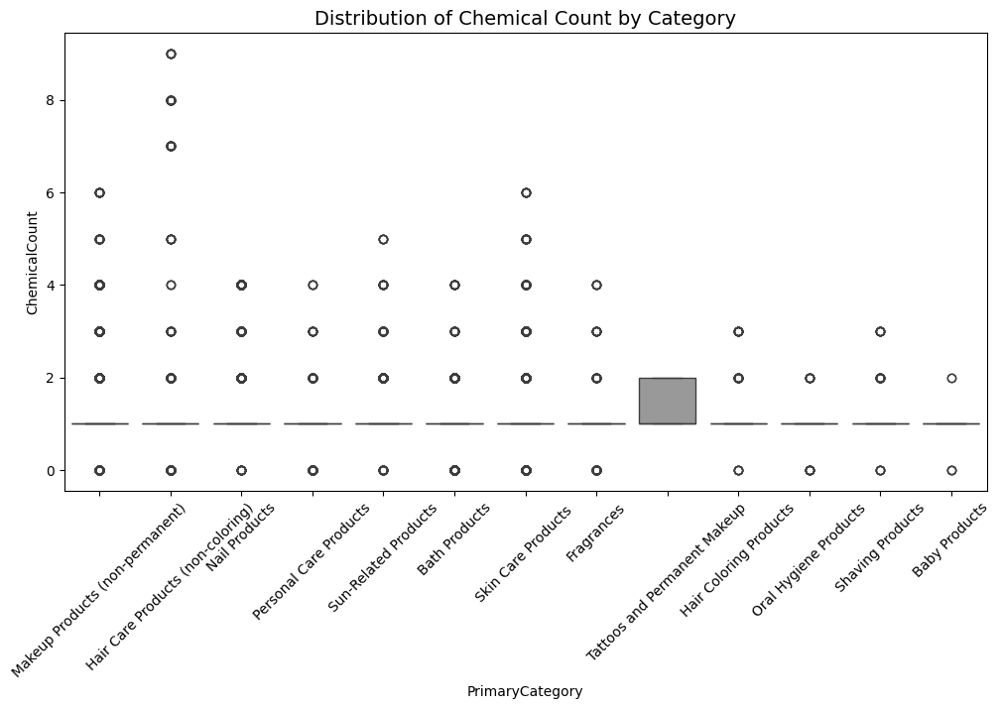 Distribution of Chemical Count by Category
ChemicalCount
8
6
4
2
0
Makeup Products (non-permanent)
Hair Care Products (non-coloring)
Nail Products
Personal Care Products
Sun-Related Products
Bath Products
Skin Care Products
Fragrances
Tattoos and Permanent Makeup
Hair Coloring Products
Oral Hygiene Products
Shaving Products
Baby Products
PrimaryCategory